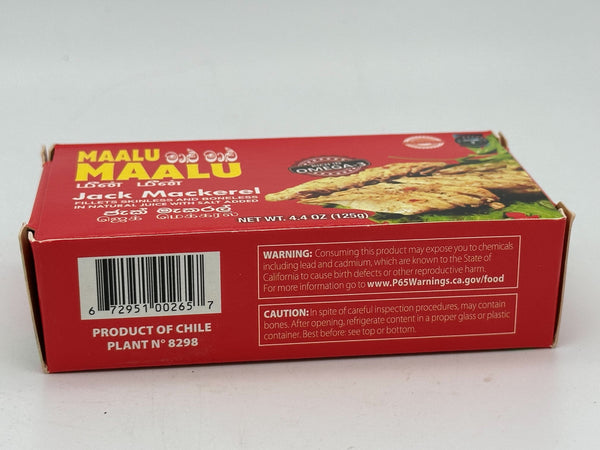 MAALU මාළු මාළු
MAALU
மீன் மீன்
Jack Mackerel
FILLETS SKINLESS AND BONELESS
IN NATURAL JUICE WITH SALT ADDED
ජැක් මැකරල්
ஜெக் மெக்கரல்
OMEGA-3
NET WT. 4.4 OZ (125g)
WARNING: Consuming this product may expose you to chemicals
including lead and cadmium, which are known to the State of
California to cause birth defects or other reproductive harm.
For more information go to www.P65Warnings.ca.gov/food
CAUTION: In spite of careful inspection procedures, may contain
bones. After opening, refrigerate content in a proper glass or plastic
container. Best before: see top or bottom.
6 72951 00265 7
PRODUCT OF CHILE
PLANT N° 8298